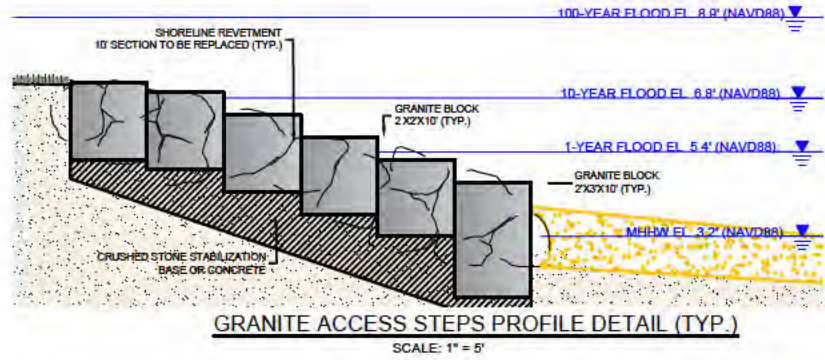 100-YEAR FLOOD EL 8.9' (NAVD88)
SHORELINE REVETMENT
10' SECTION TO BE REPLACED (TYP.)
10-YEAR FLOOD EL 6.8' (NAVD88)
GRANITE BLOCK
2'X2'X10' (TYP.)
1-YEAR FLOOD EL 5.4' (NAVD88)
GRANITE BLOCK
2'X3'X10' (TYP.)
MHHW EL 3.2' (NAVD88)
CRUSHED STONE STABILIZATION
BASE OR CONCRETE
GRANITE ACCESS STEPS PROFILE DETAIL (TYP.)
SCALE: 1" = 5'